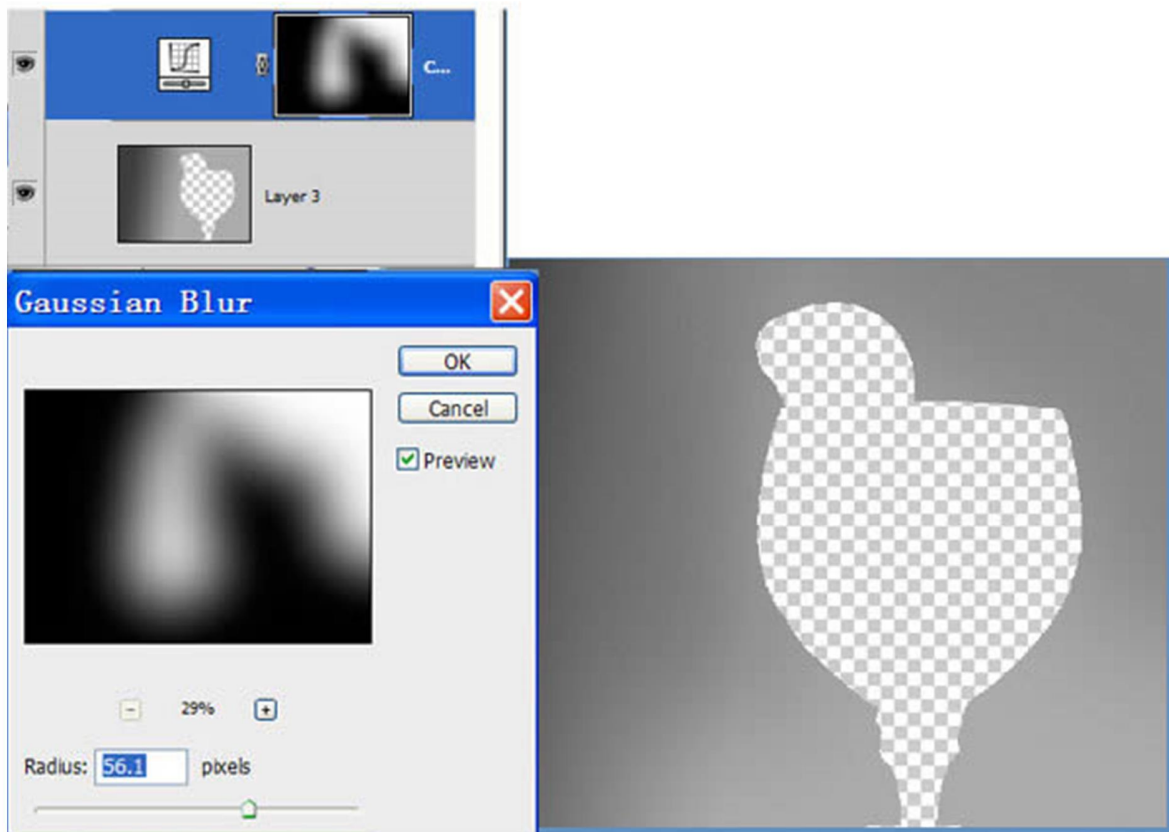 C...
Layer 3
Gaussian Blur
OK
Cancel
Preview
29%
Radius: 56.1 pixels